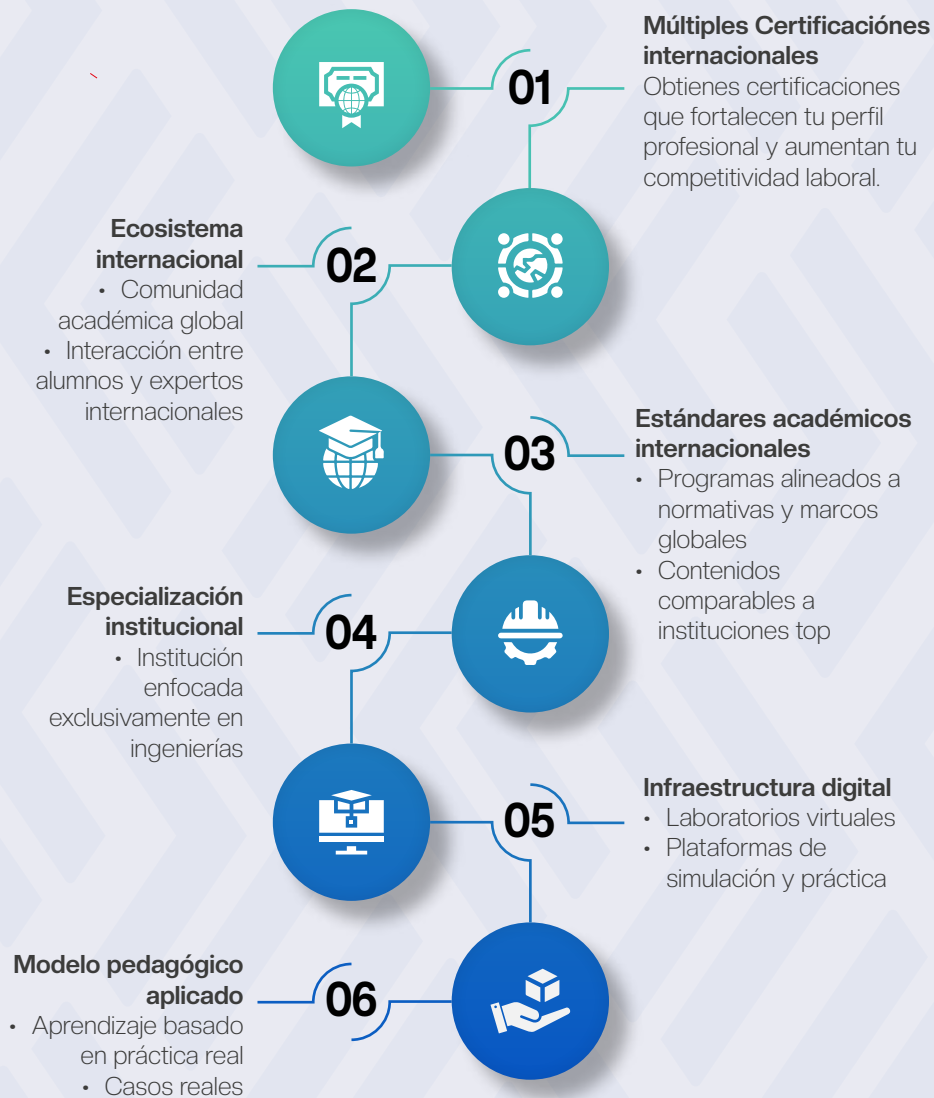 Múltiples Certificaciónes
internacionales
01
Obtienes certificaciones
que fortalecen tu perfil
profesional y aumentan tu
competitividad laboral.
Ecosistema
internacional
02
• Comunidad
académica global
• Interacción entre
alumnos y expertos
internacionales
03
Estándares académicos
internacionales
• Programas alineados a
normativas y marcos
globales
• Contenidos
comparables a
instituciones top
Especialización
institucional
04
• Institución
enfocada
exclusivamente en
ingenierías
05
Infraestructura digital
• Laboratorios virtuales
• Plataformas de
simulación y práctica
Modelo pedagógico
aplicado
06
• Aprendizaje basado
en práctica real
• Casos reales